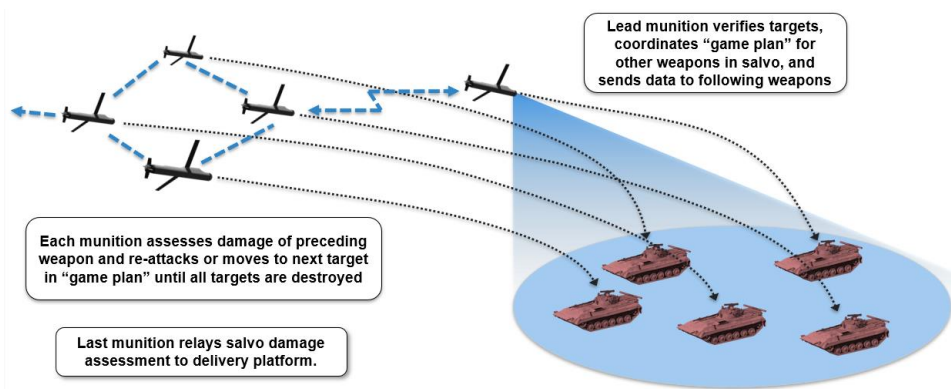 Lead munition verifies targets,
coordinates “game plan” for
other weapons in salvo, and
sends data to following weapons
Each munition assesses damage of preceding
weapon and re-attacks or moves to next target
in “game plan” until all targets are destroyed
Last munition relays salvo damage
assessment to delivery platform.